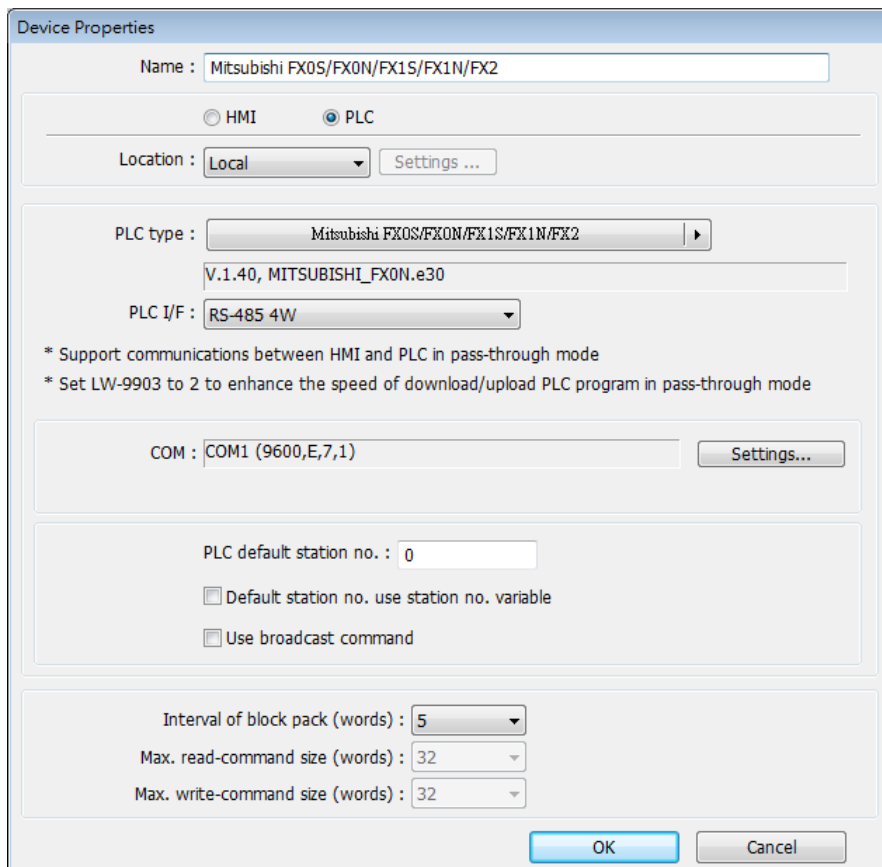 Device Properties
Name : Mitsubishi FX0S/FX0N/FX1S/FX1N/FX2
HMI PLC
Location : Local Settings ...
PLC type : Mitsubishi FX0S/FX0N/FX1S/FX1N/FX2
V.1.40, MITSUBISHI_FX0N.e30
PLC I/F : RS-485 4W
* Support communications between HMI and PLC in pass-through mode
* Set LW-9903 to 2 to enhance the speed of download/upload PLC program in pass-through mode
COM : COM1 (9600,E,7,1) Settings...
PLC default station no. : 0
Default station no. use station no. variable
Use broadcast command
Interval of block pack (words) : 5
Max. read-command size (words) : 32
Max. write-command size (words) : 32
OK Cancel